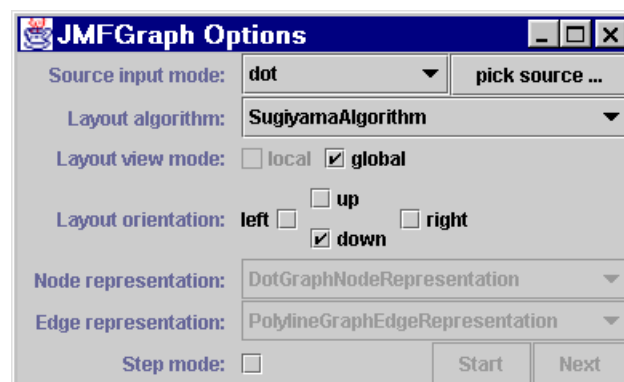 JMFGraph Options
Source input mode: dot pick source ...
Layout algorithm: SugiyamaAlgorithm
Layout view mode: local global
up
Layout orientation: left right
down
Node representation: DotGraphNodeRepresentation
Edge representation: PolylineGraphEdgeRepresentation
Step mode: Start Next